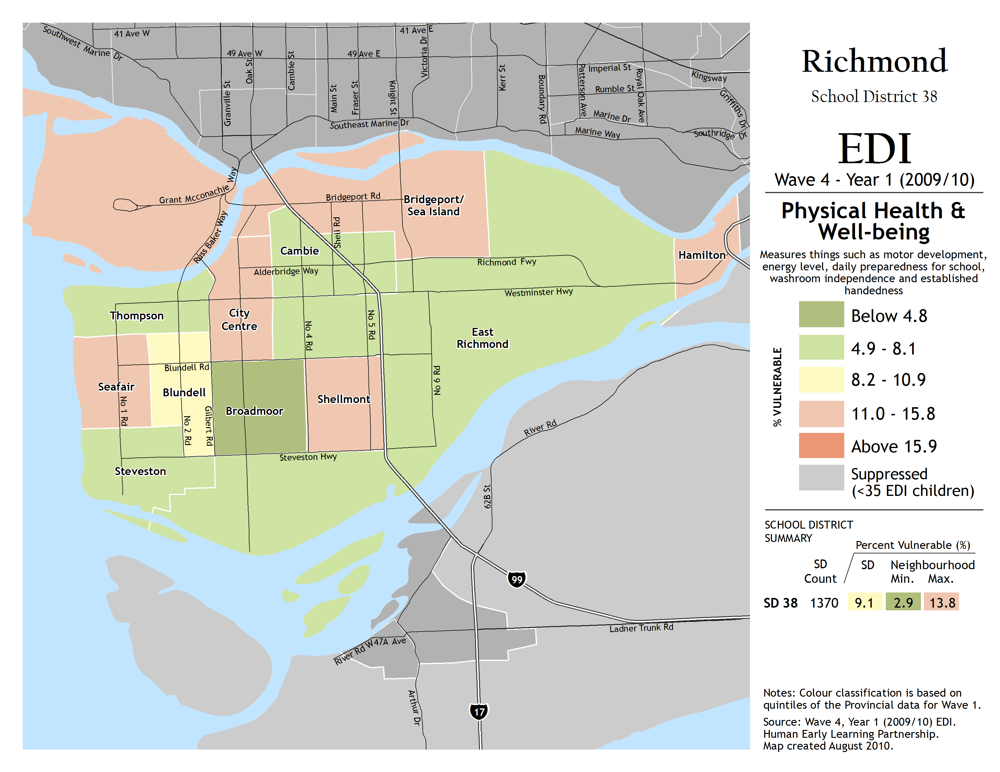 Richmond
School District 38
EDI
Wave 4 - Year 1 (2009/10)
Physical Health &
Well-being
Measures things such as motor development,
energy level, daily preparedness for school,
washroom independence and established
handedness
% VULNERABLE
Below 4.8
4.9 - 8.1
8.2 - 10.9
11.0 - 15.8
Above 15.9
Suppressed
(<35 EDI children)
SCHOOL DISTRICT
SUMMARY
Percent Vulnerable (%)
SD
Count
SD
Neighbourhood
Min. Max.
SD 38 1370 9.1 2.9 13.8
Notes: Colour classification is based on
quintiles of the Provincial data for Wave 1.
Source: Wave 4, Year 1 (2009/10) EDI.
Human Early Learning Partnership.
Map created August 2010.
Southwest Marine Dr
41 Ave W
41 Ave E
49 Ave W
49 Ave E
Granville St
Oak St
Cambie St
Main St
Fraser St
Knight St
Victoria Dr
Kerr St
Boundary Rd
Patterson Ave
Royal Oak Ave
Imperial St
Rumble St
Kingsway
Griffiths Dr
Marine Dr
Marine Way
Southridge Dr
Southeast Marine Dr
Grant Mcconachie Way
Russ Baker Way
Bridgeport Rd
Shell Rd
Bridgeport/
Sea Island
Cambie
Hamilton
Alderbridge Way
Richmond Fwy
Westminster Hwy
Thompson
City
Centre
No 4 Rd
No 5 Rd
East
Richmond
Blundell Rd
Seafair
No 1 Rd
Blundell
No 2 Rd
Gilbert Rd
Broadmoor
Shellmont
No 6 Rd
Steveston Hwy
Steveston
River Rd
62B St
99
Ladner Trunk Rd
River Rd W
47A Ave
Arthur Dr
17